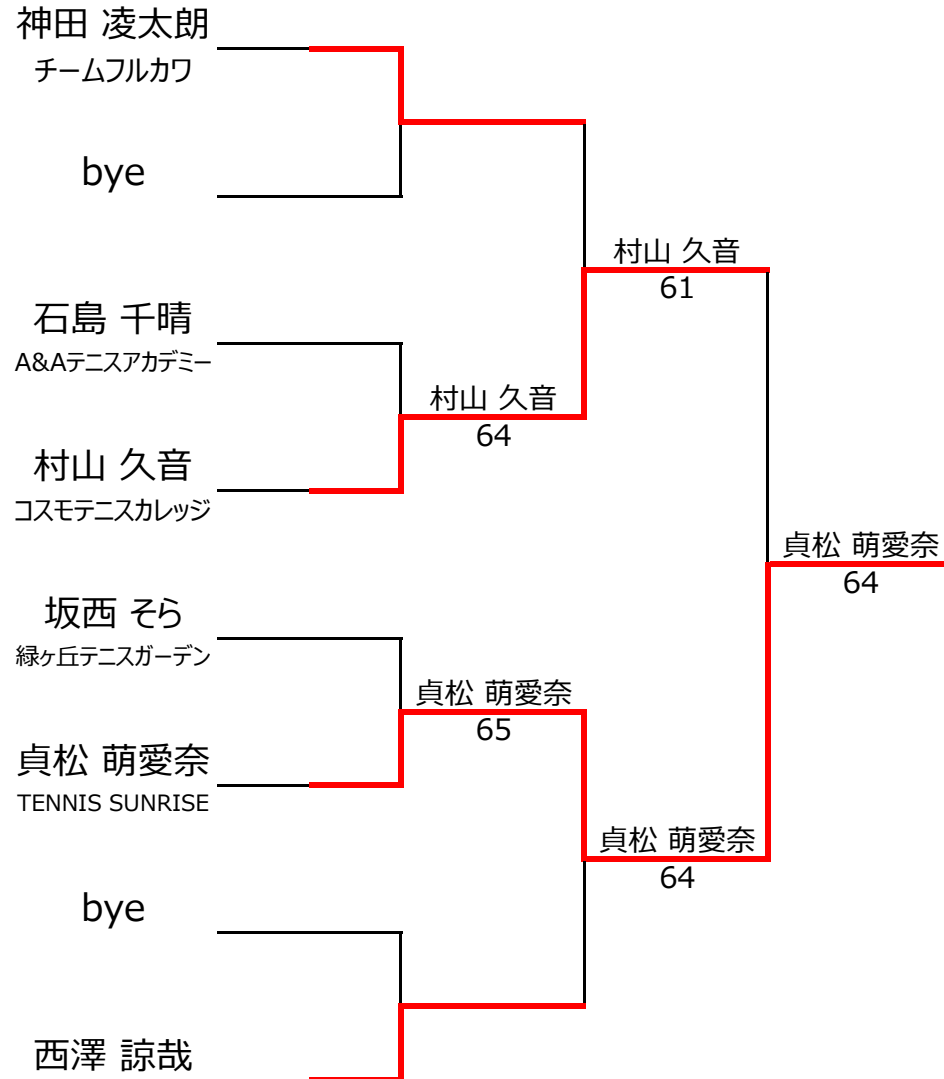 神田 凌太朗
チームフルカワ
bye
村山 久音
61
石島 千晴
A&Aテニスアカデミー
村山 久音
64
村山 久音
コスモテニスカレッジ
貞松 萌愛奈
64
坂西 そら
緑ヶ丘テニスガーデン
貞松 萌愛奈
65
貞松 萌愛奈
TENNIS SUNRISE
貞松 萌愛奈
64
bye
西澤 諒哉